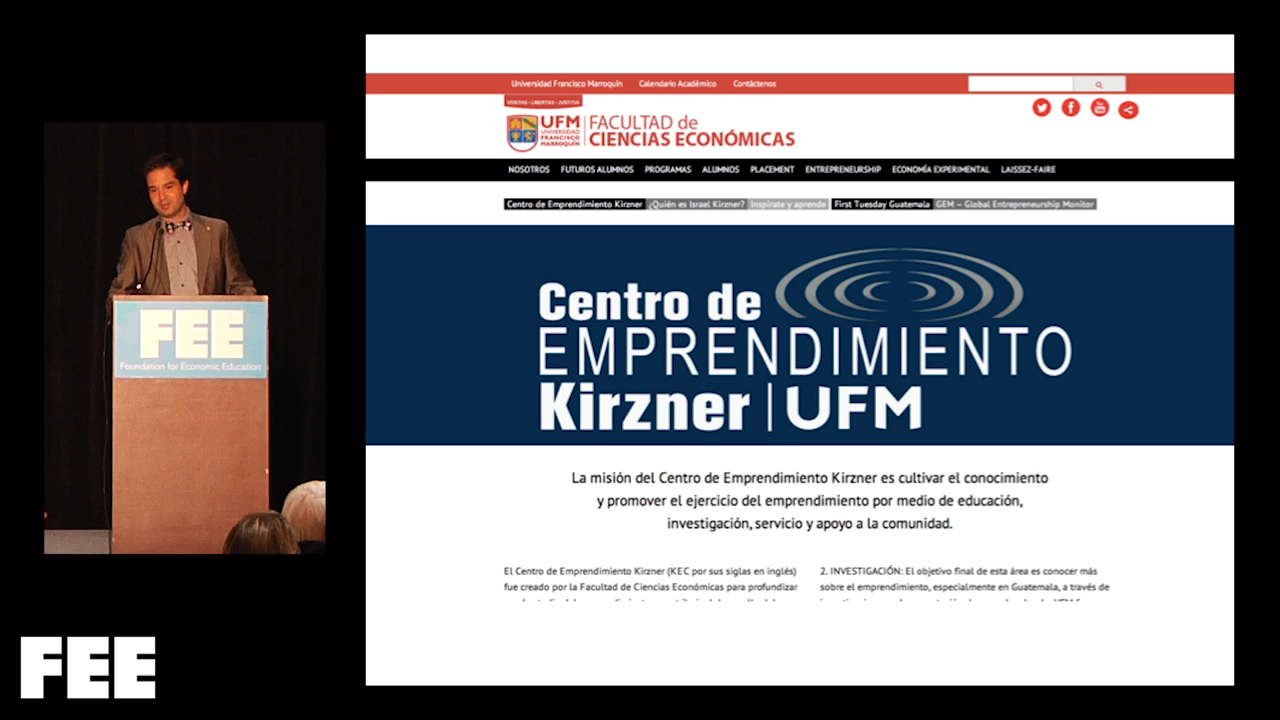 FEE
Foundation for Economic Education
FEE
Universidad Francisco Marroquín Calendario Académico Contáctenos
VERITAS • LIBERTAS • JUSTITIA
UFM
UNIVERSIDAD
FRANCISCO
MARROQUÍN
FACULTAD de
CIENCIAS ECONÓMICAS
You
Tube
NOSOTROS FUTUROS ALUMNOS PROGRAMAS ALUMNOS PLACEMENT ENTREPRENEURSHIP ECONOMÍA EXPERIMENTAL LAISSEZ-FAIRE
Centro de Emprendimiento Kirzner ¿Quién es Israel Kirzner? Inspírate y aprende First Tuesday Guatemala GEM – Global Entrepreneurship Monitor
Centro de
EMPRENDIMIENTO
Kirzner | UFM
La misión del Centro de Emprendimiento Kirzner es cultivar el conocimiento
y promover el ejercicio del emprendimiento por medio de educación,
investigación, servicio y apoyo a la comunidad.
El Centro de Emprendimiento Kirzner (KEC por sus siglas en inglés)
fue creado por la Facultad de Ciencias Económicas para profundizar
2. INVESTIGACIÓN: El objetivo final de esta área es conocer más
sobre el emprendimiento, especialmente en Guatemala, a través de